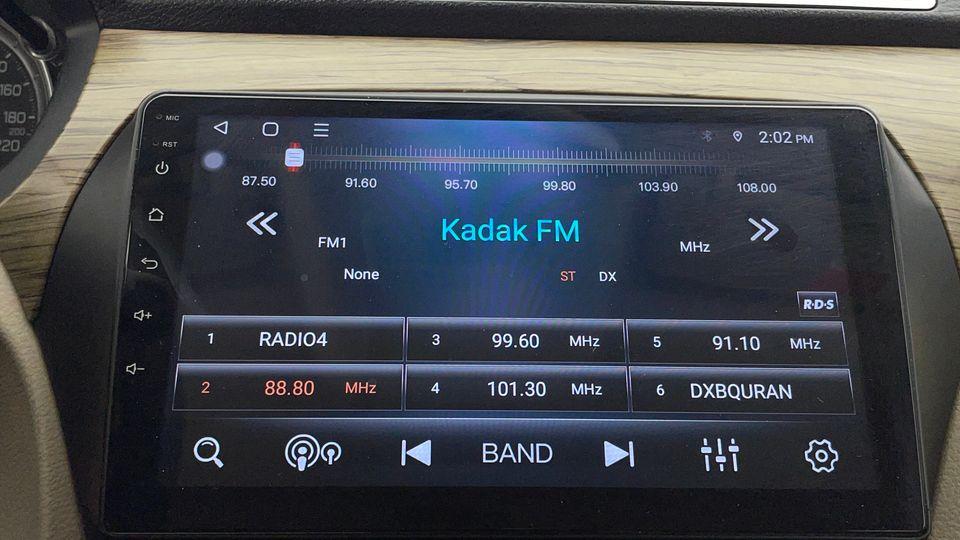 160
180
200
220
MIC
RST
2:02 PM
87.50 91.60 95.70 99.80 103.90 108.00
Kadak FM
FM1 MHz
None ST DX
R·D·S
1 RADIO4 3 99.60 MHz 5 91.10 MHz
2 88.80 MHz 4 101.30 MHz 6 DXBQURAN
BAND